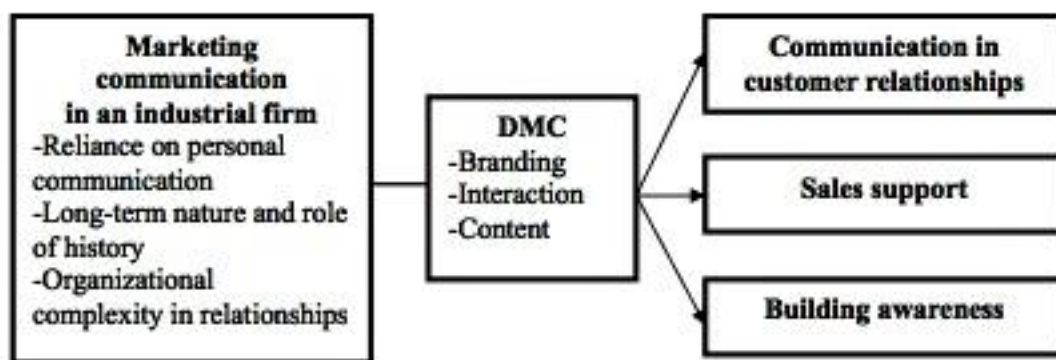 Marketing
communication
in an industrial firm
-Reliance on personal
communication
-Long-term nature and role
of history
-Organizational
complexity in relationships
DMC
-Branding
-Interaction
-Content
Communication in
customer relationships
Sales support
Building awareness